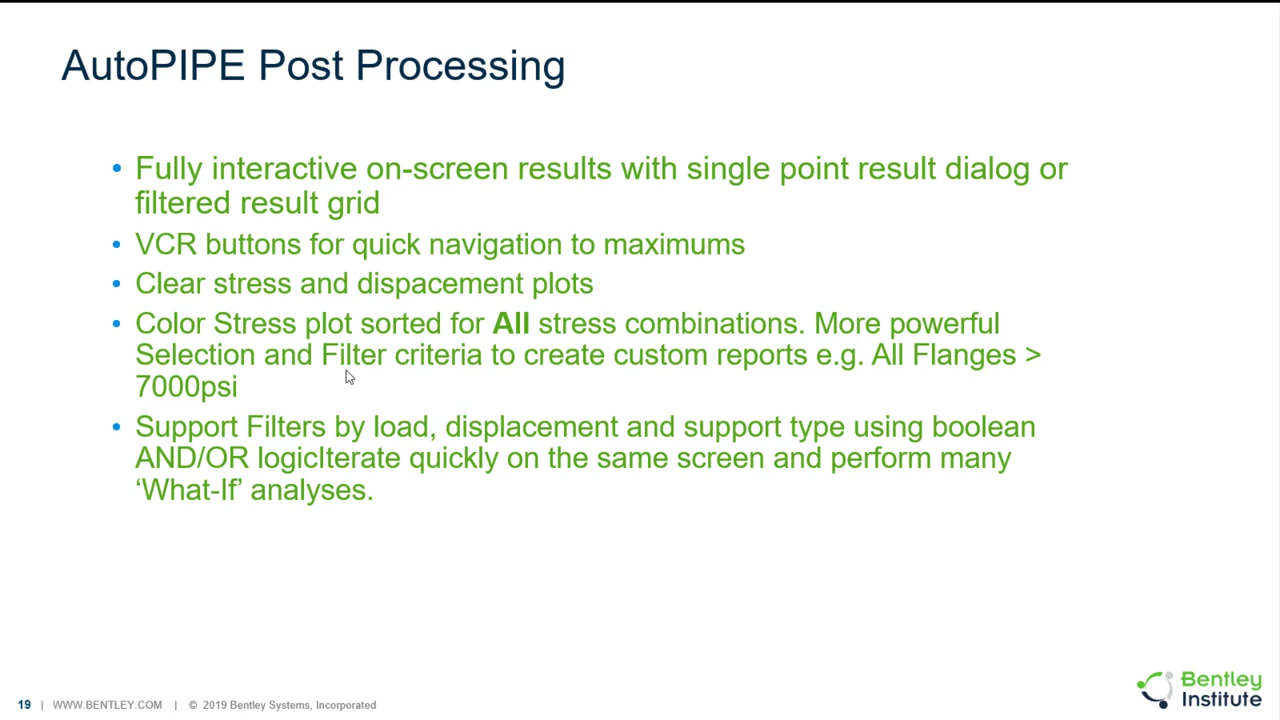 AutoPIPE Post Processing
• Fully interactive on-screen results with single point result dialog or
filtered result grid
• VCR buttons for quick navigation to maximums
• Clear stress and dispacement plots
• Color Stress plot sorted for All stress combinations. More powerful
Selection and Filter criteria to create custom reports e.g. All Flanges >
7000psi
• Support Filters by load, displacement and support type using boolean
AND/OR logicIterate quickly on the same screen and perform many
‘What-If’ analyses.
19 | WWW.BENTLEY.COM | © 2019 Bentley Systems, Incorporated
Bentley
Institute